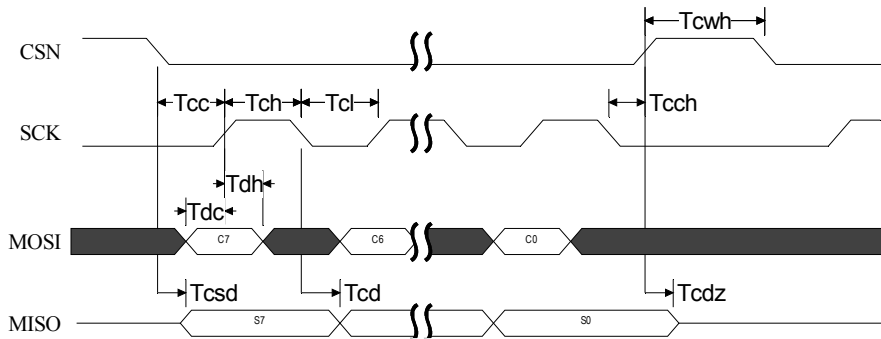 Tcwh
CSN
Tcc Tch Tcl Tcch
SCK
Tdh
Tdc
MOSI C7 C6 C0
Tcsd Tcd Tcdz
MISO S7 S0